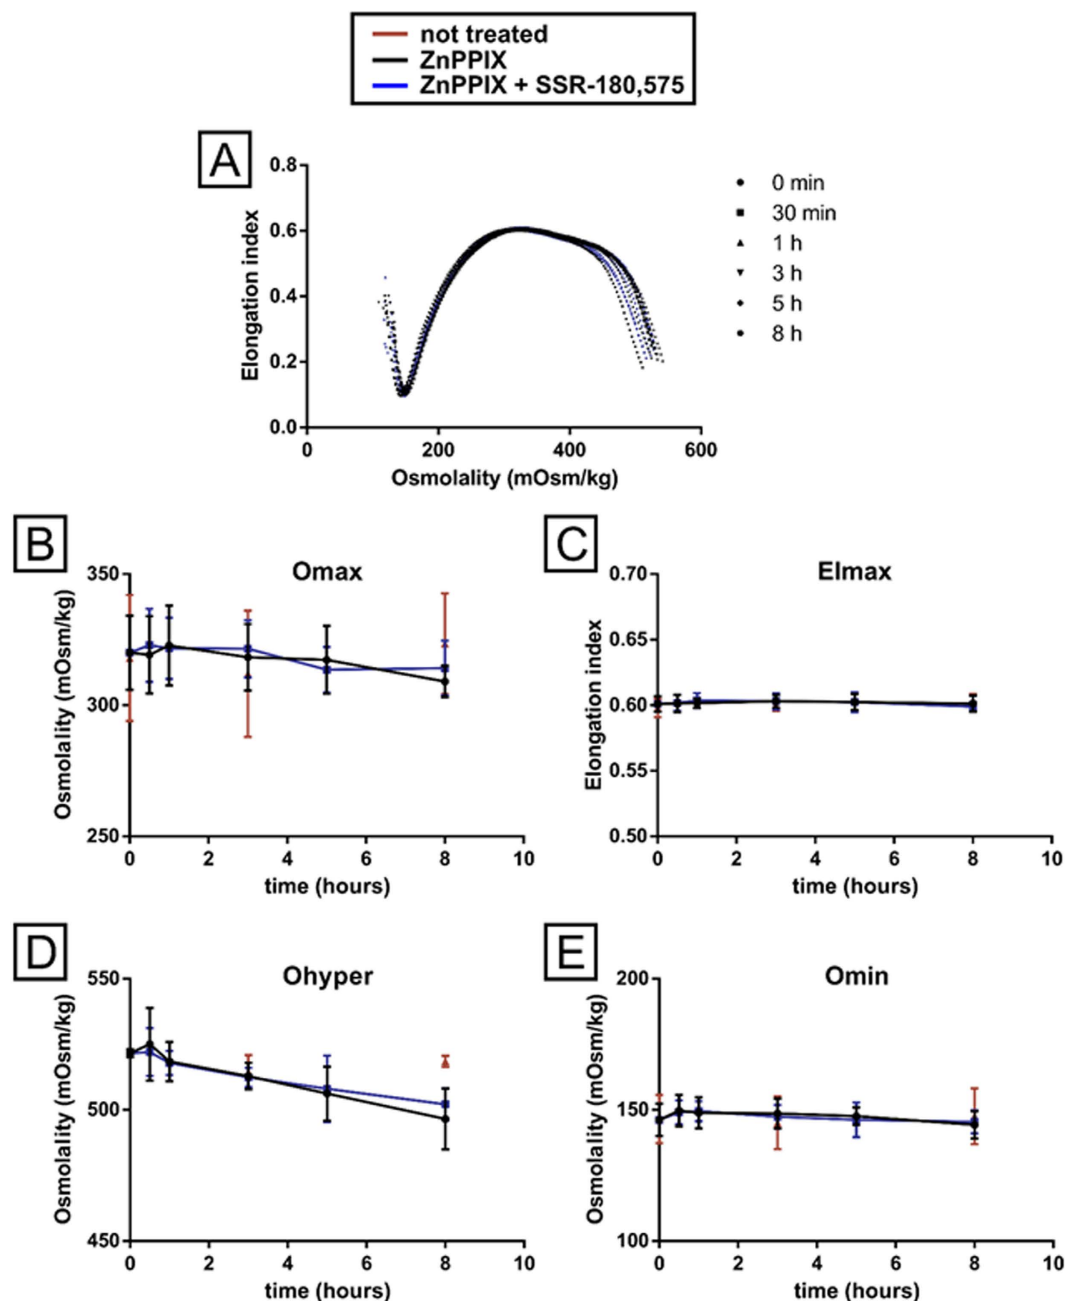 not treated
ZnPPIX
ZnPPIX + SSR-180,575
A
0.8
0.6
0.4
0.2
0.0
Elongation index
0
200
400
600
Osmolality (mOsm/kg)
0 min
30 min
1 h
3 h
5 h
8 h
B
Omax
350
300
250
Osmolality (mOsm/kg)
0
2
4
6
8
10
time (hours)
C
EImax
0.70
0.65
0.60
0.55
0.50
Elongation index
0
2
4
6
8
10
time (hours)
D
Ohyper
550
500
450
Osmolality (mOsm/kg)
0
2
4
6
8
10
time (hours)
E
Omin
200
150
100
Osmolality (mOsm/kg)
0
2
4
6
8
10
time (hours)